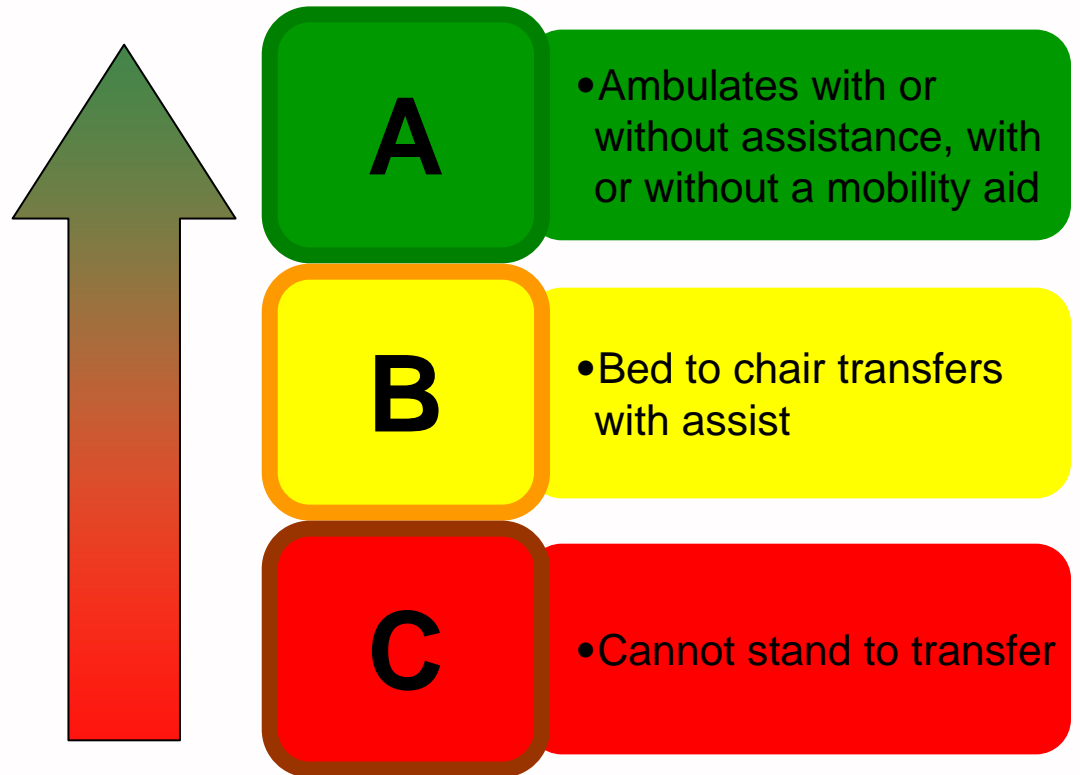 A
•Ambulates with or
without assistance, with
or without a mobility aid
B
•Bed to chair transfers
with assist
C
•Cannot stand to transfer